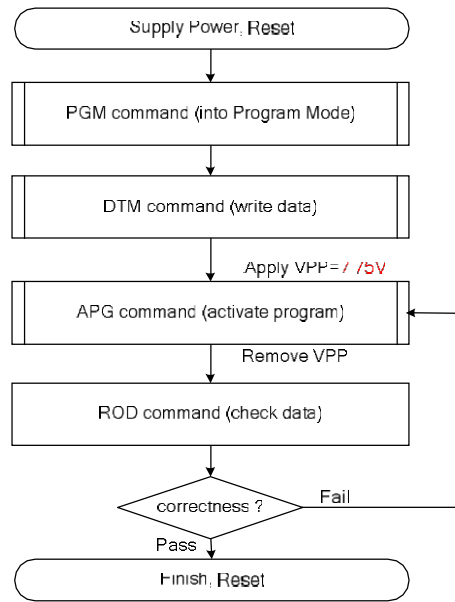 Supply Power, Reset
PGM command (into Program Mode)
DTM command (write data)
Apply VPP=7.75V
APG command (activate program)
Remove VPP
ROD command (check data)
correctness ?
Fail
Pass
Finish, Reset